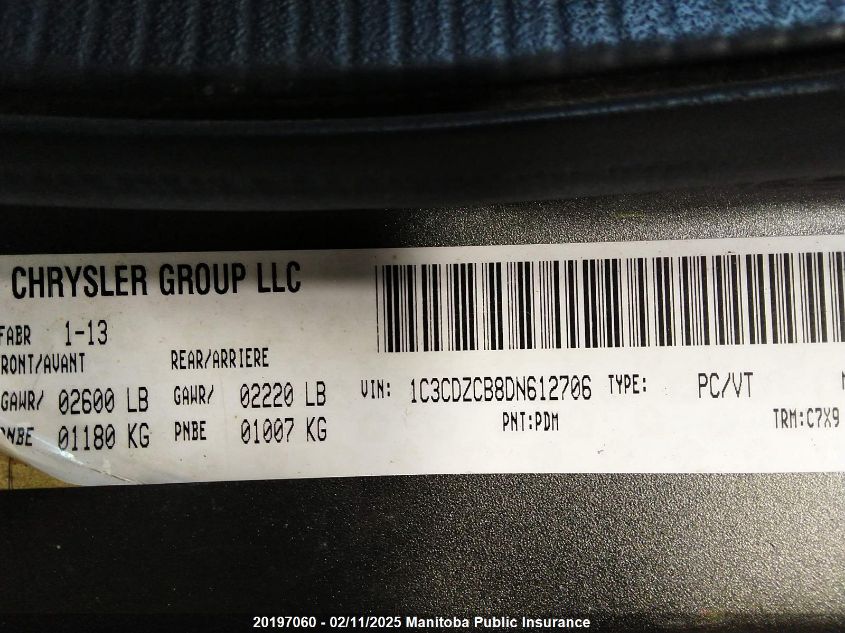 CHRYSLER GROUP LLC
FABR 1-13
RONT/AVANT REAR/ARRIERE
GAWR/ 02600 LB GAWR/ 02220 LB VIN: 1C3CDZCB8DN612706 TYPE: PC/VT
PNBE 01180 KG PNBE 01007 KG PNT:PDM TRM:C7X9
20197060 - 02/11/2025 Manitoba Public Insurance